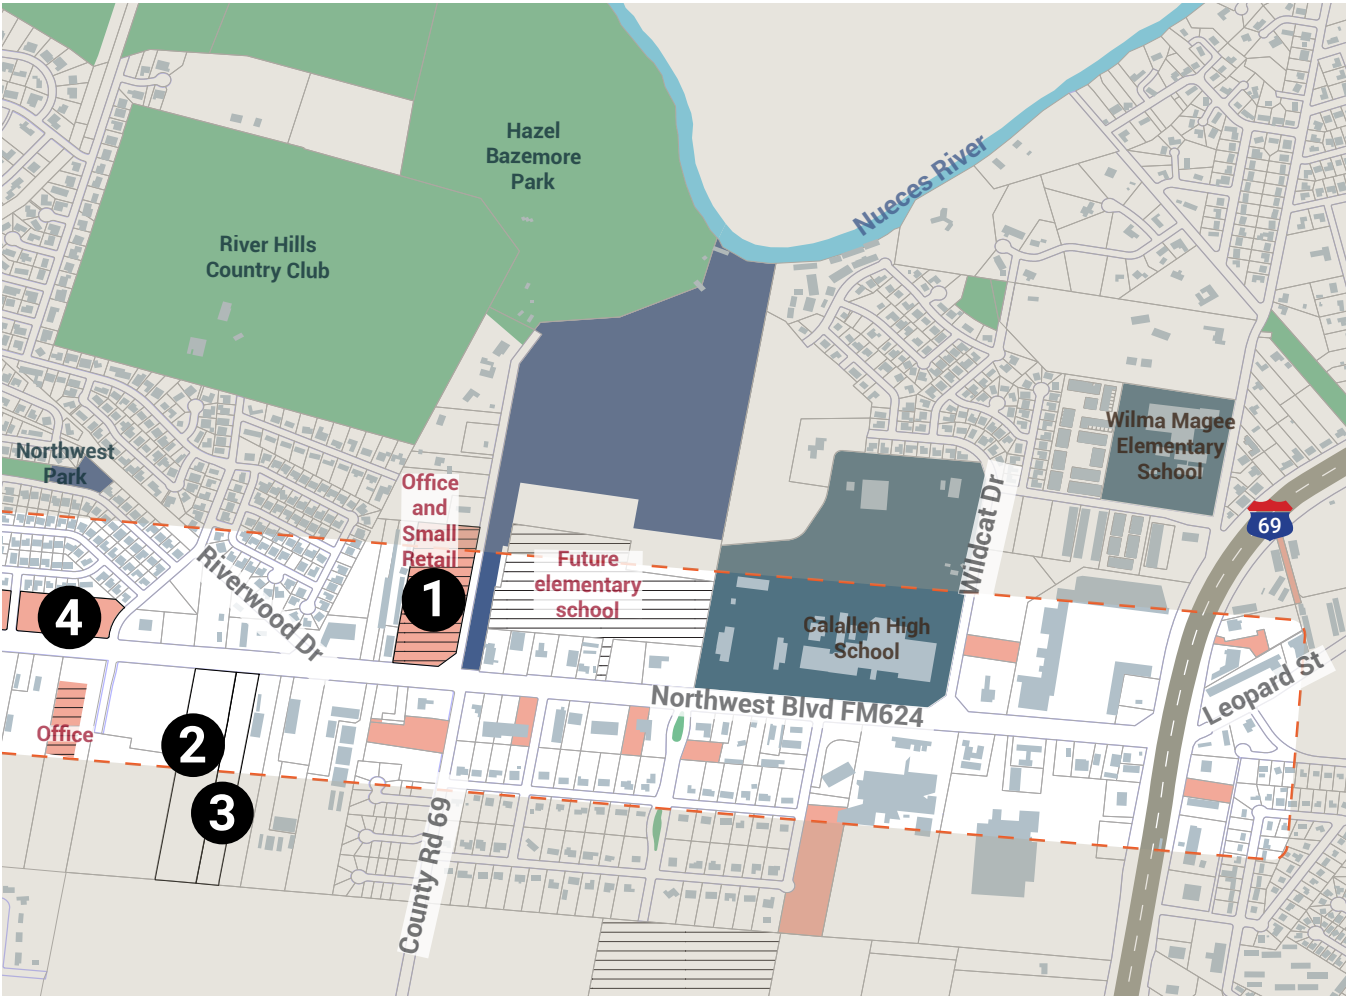 Hazel
Bazemore
Park
Nueces River
River Hills
Country Club
Wilma Magee
Elementary
School
Northwest
Park
Office
and
Small
Retail
1
Wildcat Dr
69
Future
elementary
school
Riverwood Dr
4
Calallen High
School
Leopard St
Northwest Blvd FM624
Office
2
3
County Rd 69